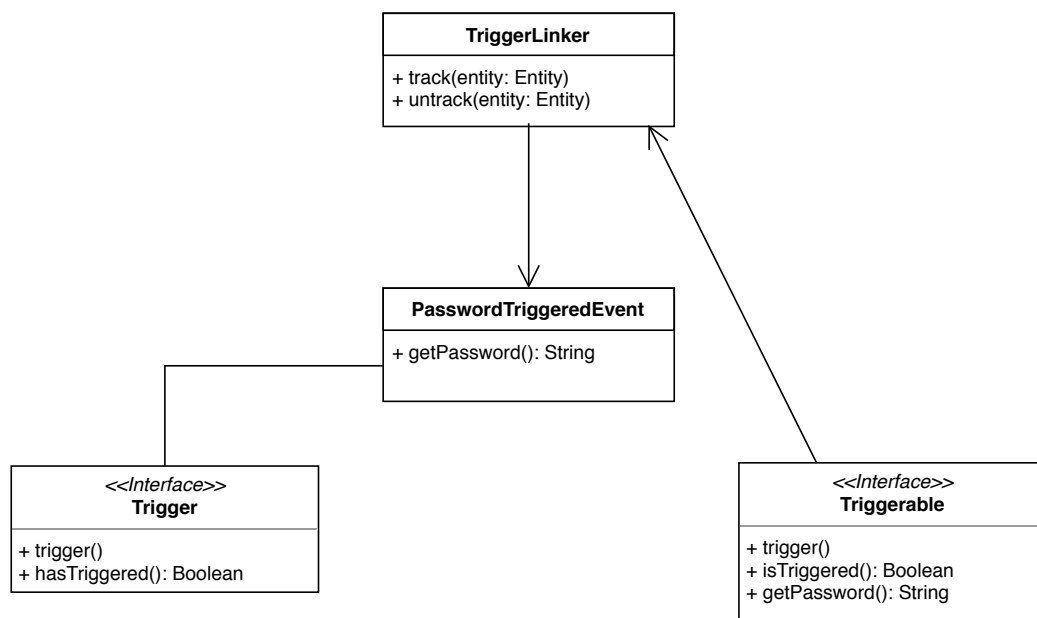 TriggerLinker
+ track(entity: Entity)
+ untrack(entity: Entity)
PasswordTriggeredEvent
+ getPassword(): String
<<Interface>>
Trigger
+ trigger()
+ hasTriggered(): Boolean
<<Interface>>
Triggerable
+ trigger()
+ isTriggered(): Boolean
+ getPassword(): String